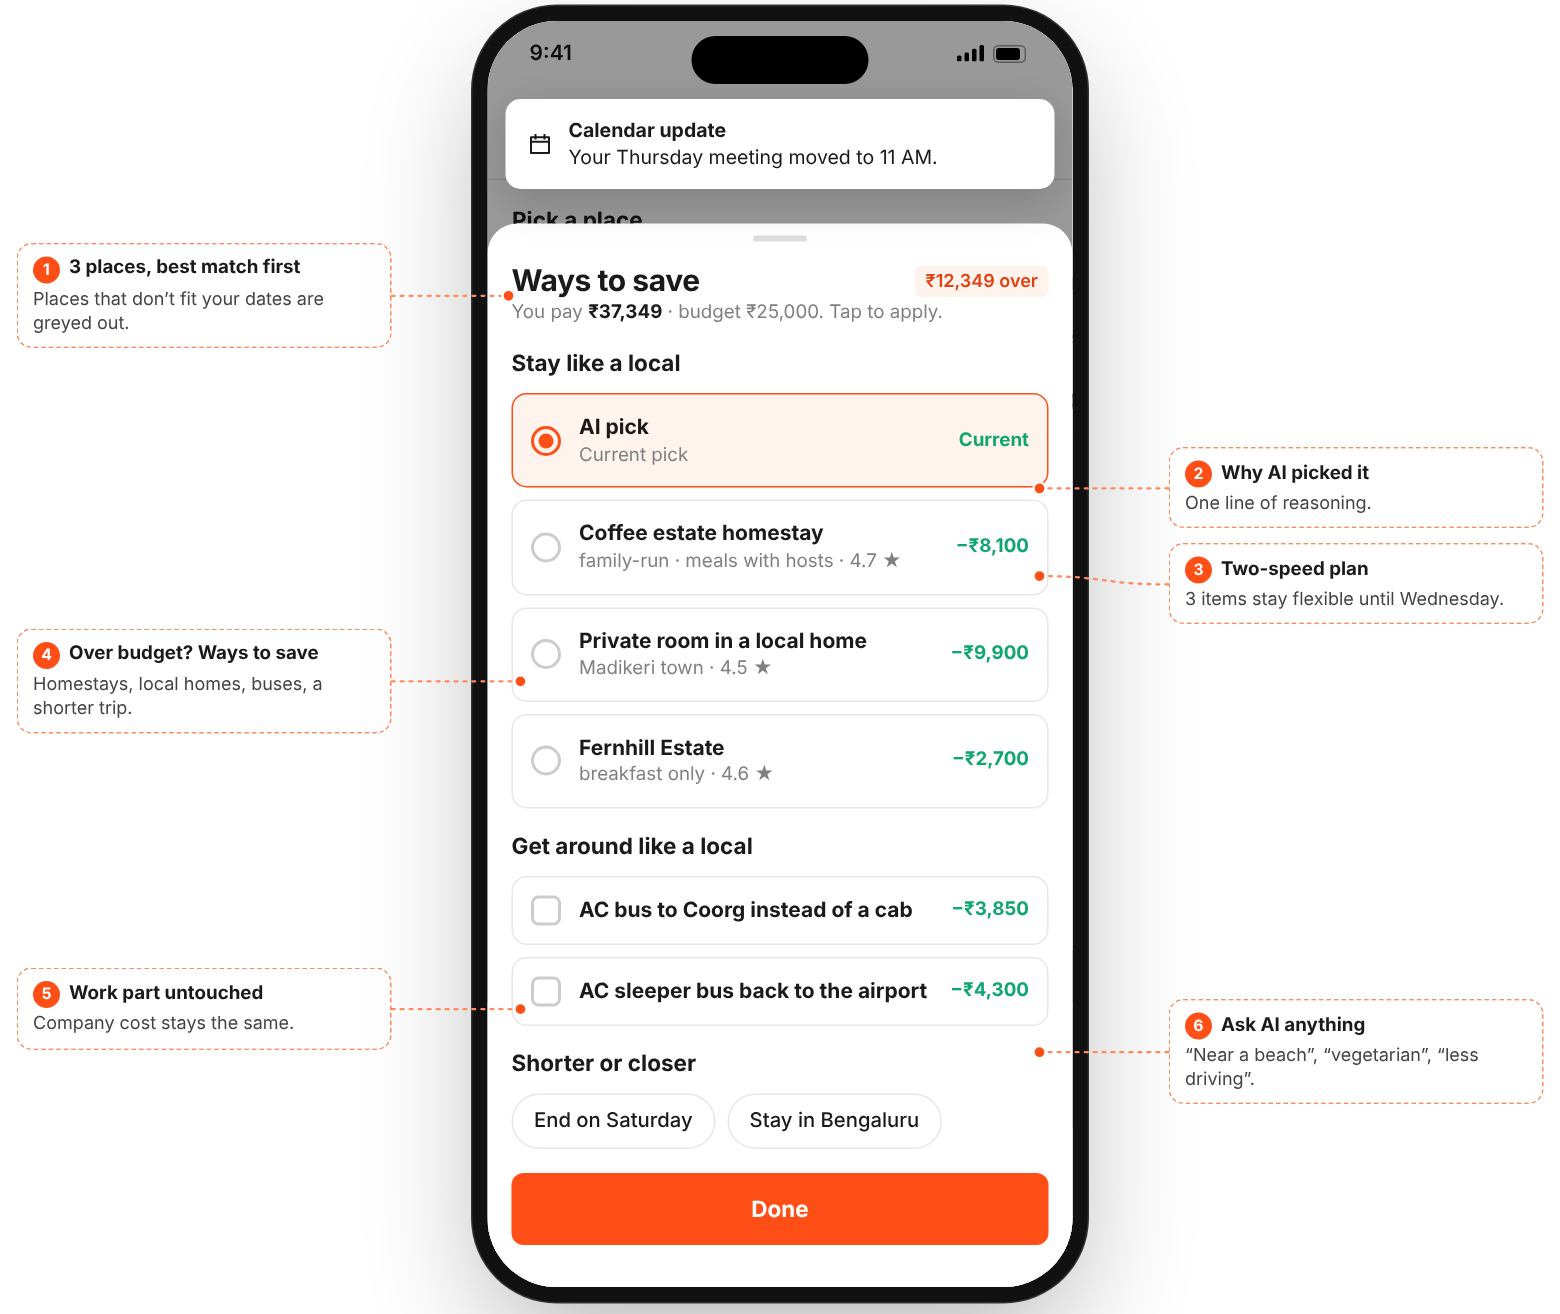 9:41
Calendar update
Your Thursday meeting moved to 11 AM.
Pick a place
Ways to save
₹12,349 over
You pay ₹37,349 · budget ₹25,000. Tap to apply.
Stay like a local
AI pick
Current pick
Current
Coffee estate homestay
family-run · meals with hosts · 4.7 ★
−₹8,100
Private room in a local home
Madikeri town · 4.5 ★
−₹9,900
Fernhill Estate
breakfast only · 4.6 ★
−₹2,700
Get around like a local
AC bus to Coorg instead of a cab
−₹3,850
AC sleeper bus back to the airport
−₹4,300
Shorter or closer
End on Saturday
Stay in Bengaluru
Done
1 3 places, best match first
Places that don’t fit your dates are
greyed out.
2 Why AI picked it
One line of reasoning.
3 Two-speed plan
3 items stay flexible until Wednesday.
4 Over budget? Ways to save
Homestays, local homes, buses, a
shorter trip.
5 Work part untouched
Company cost stays the same.
6 Ask AI anything
“Near a beach”, “vegetarian”, “less
driving”.